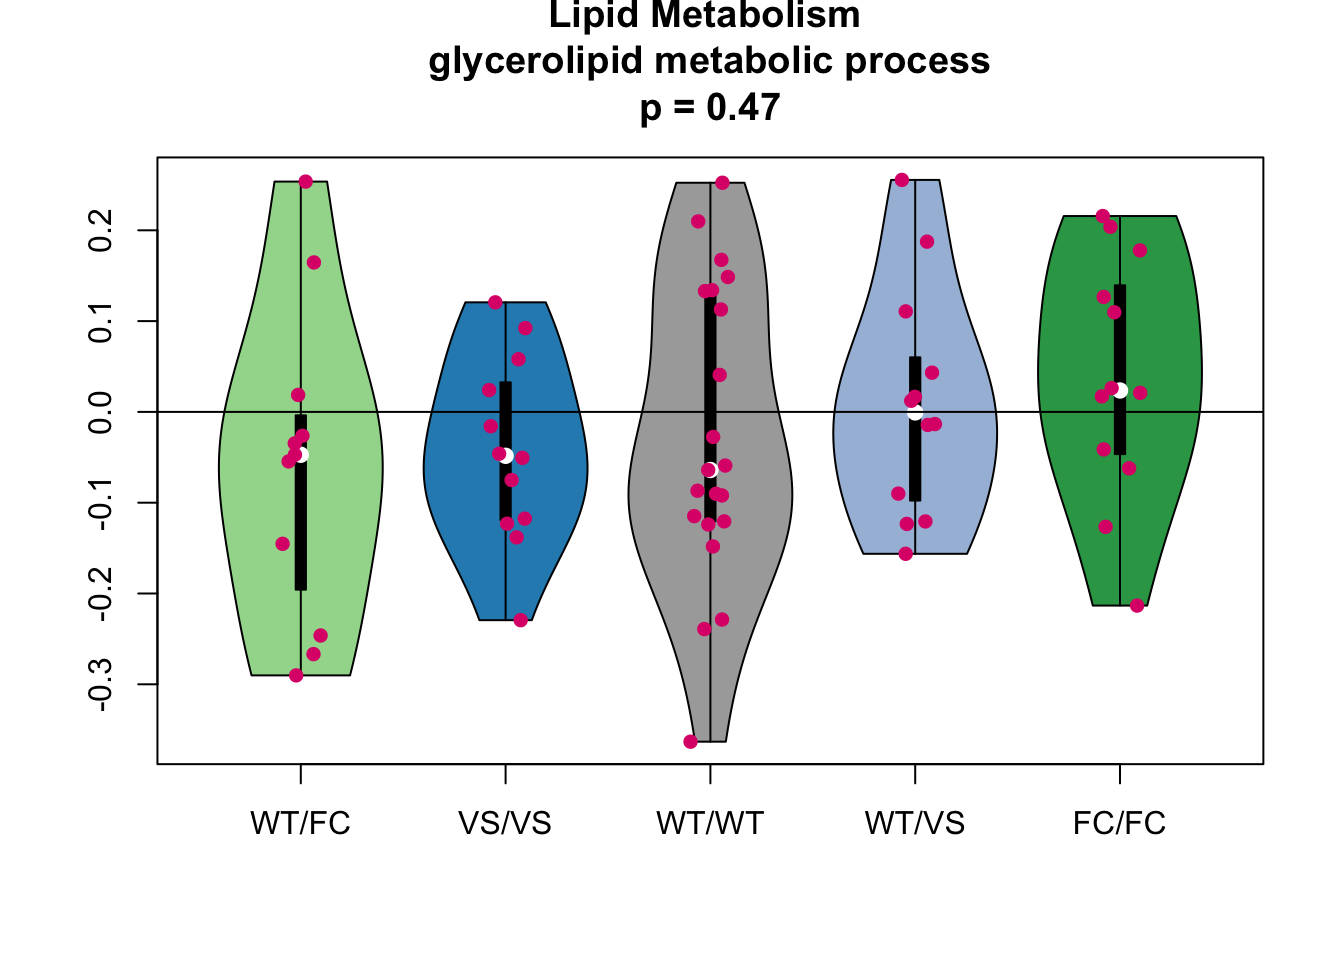 Lipid Metabolism
glycerolipid metabolic process
p = 0.47
0.2
0.1
0.0
-0.1
-0.2
-0.3
WT/FC VS/VS WT/WT WT/VS FC/FC